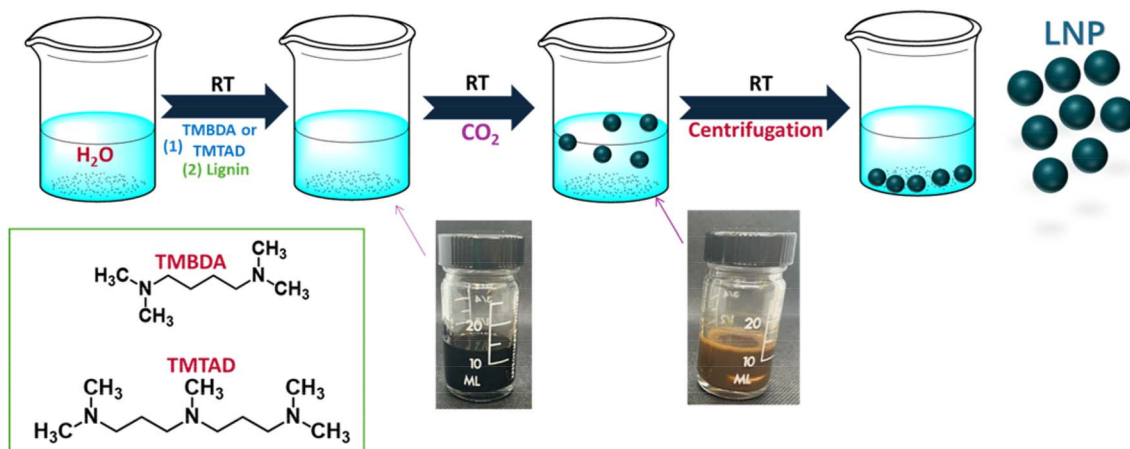 LNP
RT
RT
RT
(1) TMBDA or
TMTAD
(2) Lignin
CO₂
Centrifugation
H₂O
TMBDA
CH₃
H₃C
N
N
CH₃
CH₃
TMTAD
CH₃
CH₃
CH₃
N
N
N
H₃C
CH₃
20
10
ML
20
10
ML